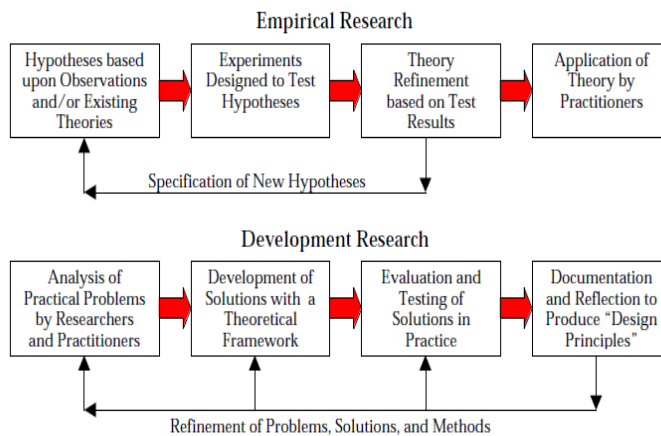 Empirical Research
Hypotheses based
upon Observations
and/or Existing
Theories
Experiments
Designed to Test
Hypotheses
Theory
Refinement
based on Test
Results
Application of
Theory by
Practitioners
Specification of New Hypotheses
Development Research
Analysis of
Practical Problems
by Researchers
and Practitioners
Development of
Solutions with a
Theoretical
Framework
Evaluation and
Testing of
Solutions in
Practice
Documentation
and Reflection to
Produce “Design
Principles”
Refinement of Problems, Solutions, and Methods